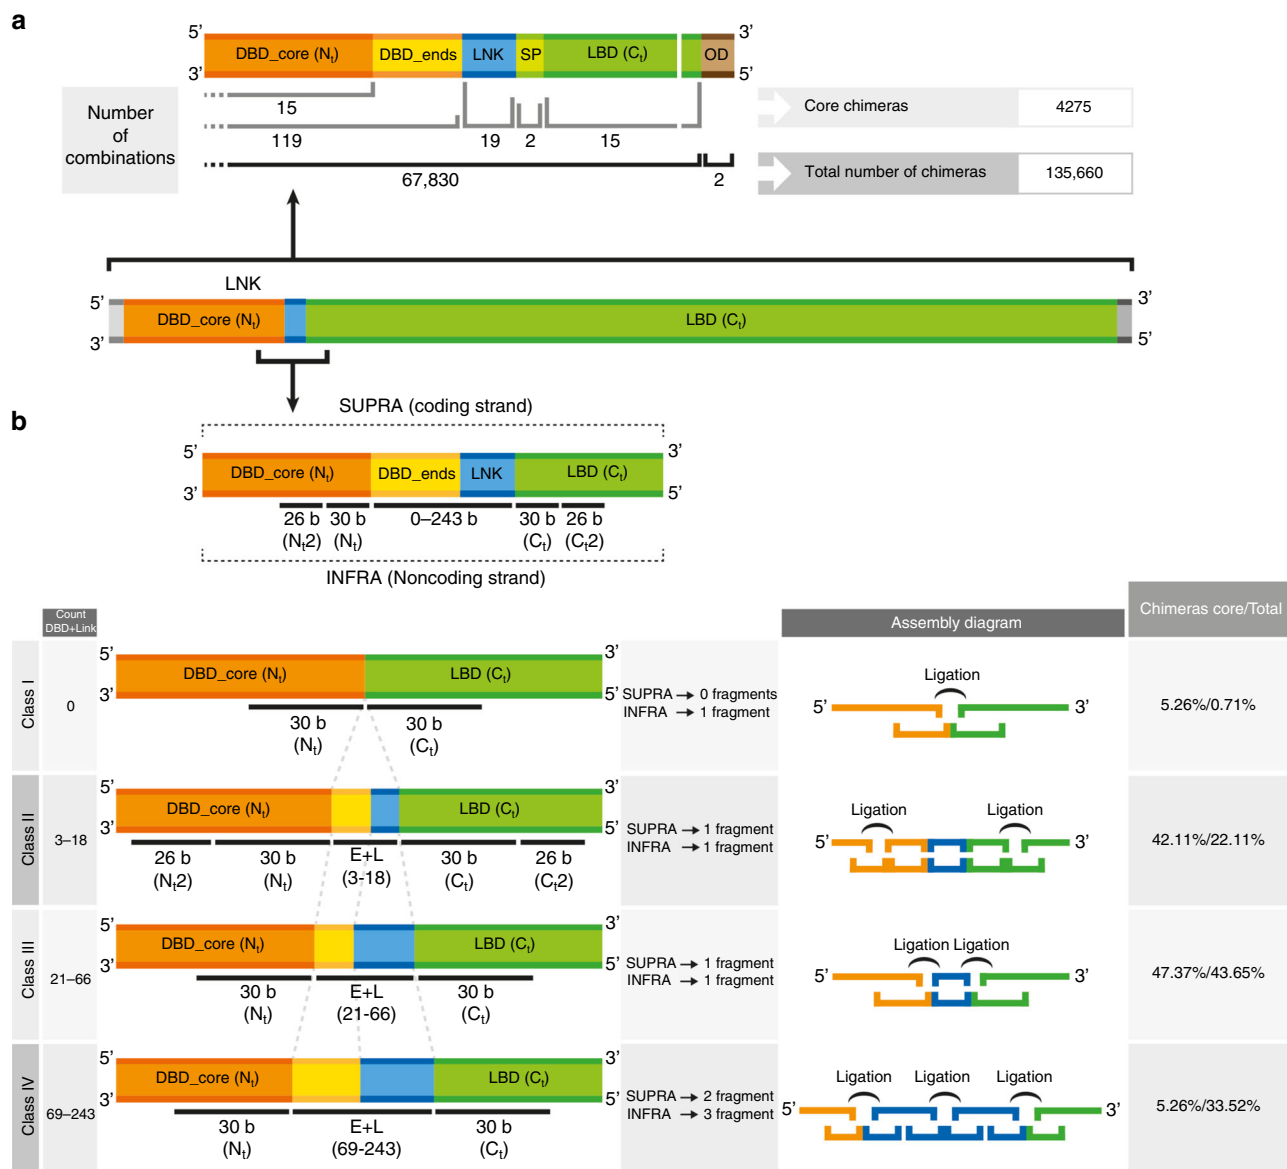 a
5’ 3’
DBD_core (Nt) DBD_ends LNK SP LBD (Ct) OD
3’ 5’
Number
of
combinations
15
119 19 2 15
67,830 2
Core chimeras 4275
Total number of chimeras 135,660
LNK
5’ 3’
DBD_core (Nt) LBD (Ct)
3’ 5’
b
SUPRA (coding strand)
5’ 3’
DBD_core (Nt) DBD_ends LNK LBD (Ct)
3’ 5’
26 b 30 b 0–243 b 30 b 26 b
(Nt2) (Nt) (Ct) (Ct2)
INFRA (Noncoding strand)
Count
DBD+Link
Assembly diagram
Chimeras core/Total
Class I
0
5’ 3’
DBD_core (Nt) LBD (Ct)
3’ 5’
30 b 30 b
(Nt) (Ct)
SUPRA → 0 fragments
INFRA → 1 fragment
Ligation
5’ 3’
5.26%/0.71%
Class II
3–18
5’ 3’
DBD_core (Nt) LBD (Ct)
3’ 5’
26 b 30 b E+L 30 b 26 b
(Nt2) (Nt) (3-18) (Ct) (Ct2)
SUPRA → 1 fragment
INFRA → 1 fragment
Ligation Ligation
5’ 3’
42.11%/22.11%
Class III
21–66
5’ 3’
DBD_core (Nt) LBD (Ct)
3’ 5’
30 b E+L 30 b
(Nt) (21-66) (Ct)
SUPRA → 1 fragment
INFRA → 1 fragment
Ligation Ligation
5’ 3’
47.37%/43.65%
Class IV
69–243
5’ 3’
DBD_core (Nt) LBD (Ct)
3’ 5’
30 b E+L 30 b
(Nt) (69-243) (Ct)
SUPRA → 2 fragment
INFRA → 3 fragment
Ligation Ligation Ligation
5’ 3’
5.26%/33.52%